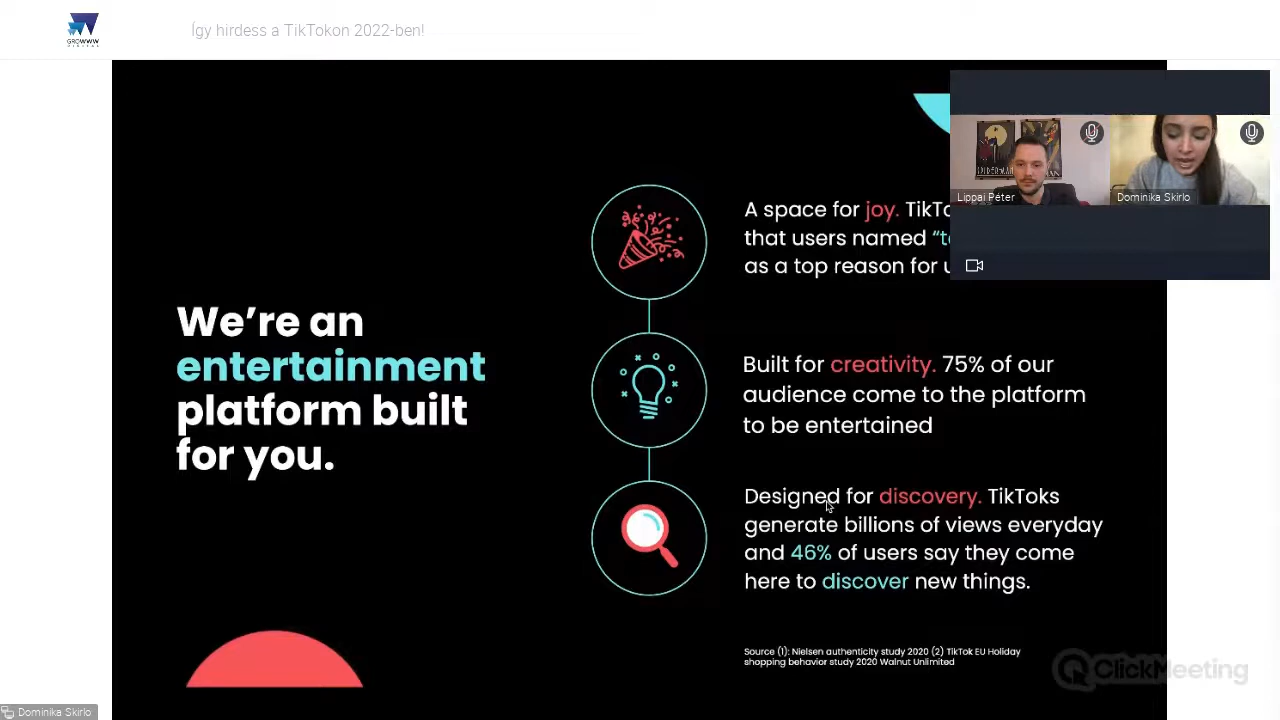 GROWWW
DIGITAL
Így hirdess a TikTokon 2022-ben!
We're an
entertainment
platform built
for you.
A space for joy.
that users named
as a top reason for
Built for creativity. 75% of our
audience come to the platform
to be entertained
Designed for discovery. TikToks
generate billions of views everyday
and 46% of users say they come
here to discover new things.
Source (1): Nielsen authenticity study 2020 (2) TikTok EU Holiday
shopping behavior study 2020 Walnut Unlimited
SPIDER-MAN
Lippai Péter
Dominika Skirlo
ClickMeeting
Dominika Skirlo